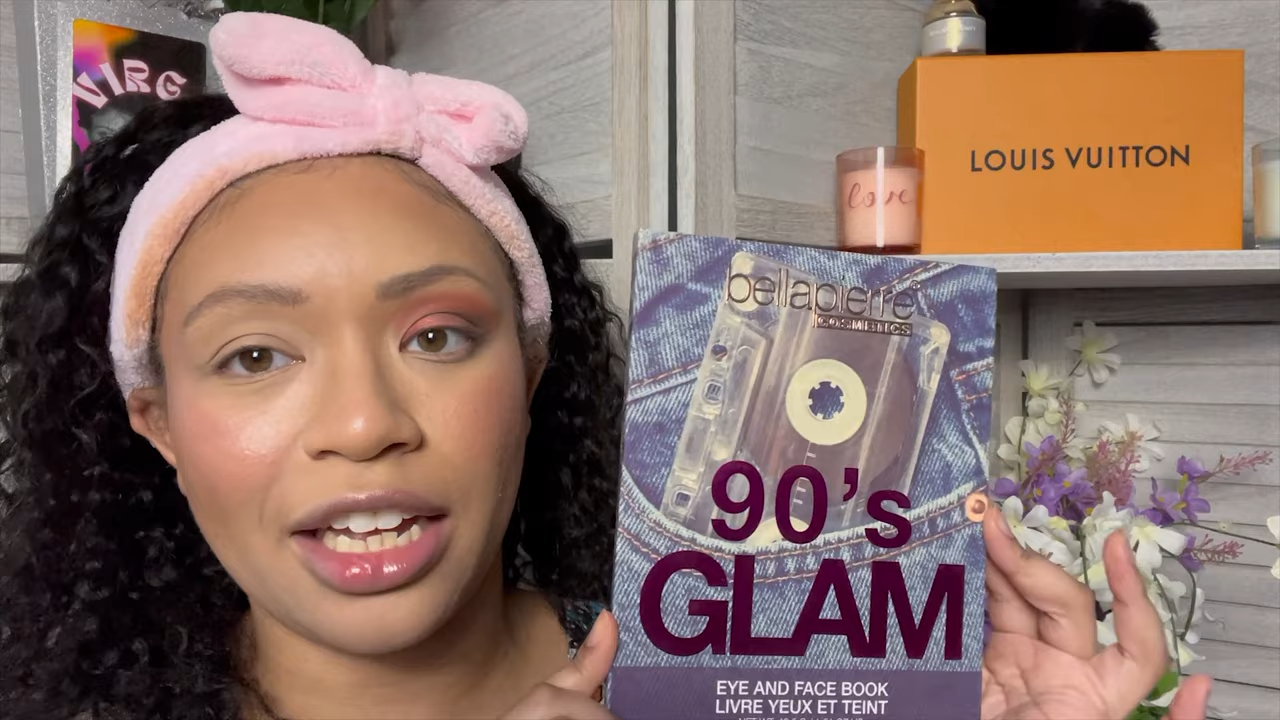 VIRG
LOUIS VUITTON
love
bellapierre®
COSMETICS
90's
GLAM
EYE AND FACE BOOK
LIVRE YEUX ET TEINT